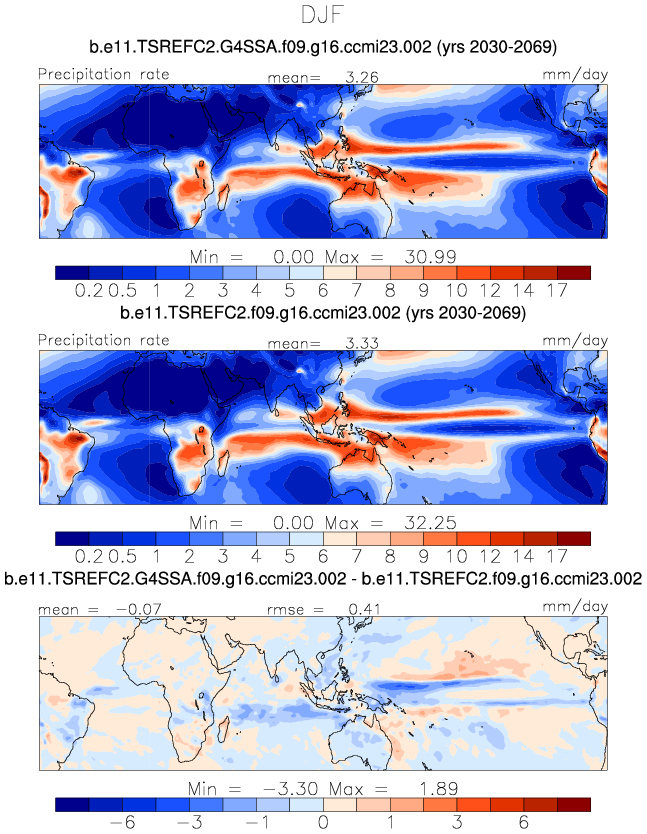 DJF
b.e11.TSREFC2.G4SSA.f09.g16.ccmi23.002 (yrs 2030-2069)
Precipitation rate mean= 3.26 mm/day
Min = 0.00 Max = 30.99
0.2 0.5 1 2 3 4 5 6 7 8 9 10 12 14 17
b.e11.TSREFC2.f09.g16.ccmi23.002 (yrs 2030-2069)
Precipitation rate mean= 3.33 mm/day
Min = 0.00 Max = 32.25
0.2 0.5 1 2 3 4 5 6 7 8 9 10 12 14 17
b.e11.TSREFC2.G4SSA.f09.g16.ccmi23.002 - b.e11.TSREFC2.f09.g16.ccmi23.002
mean = -0.07 rmse = 0.41 mm/day
Min = -3.30 Max = 1.89
-6 -3 -1 0 1 3 6